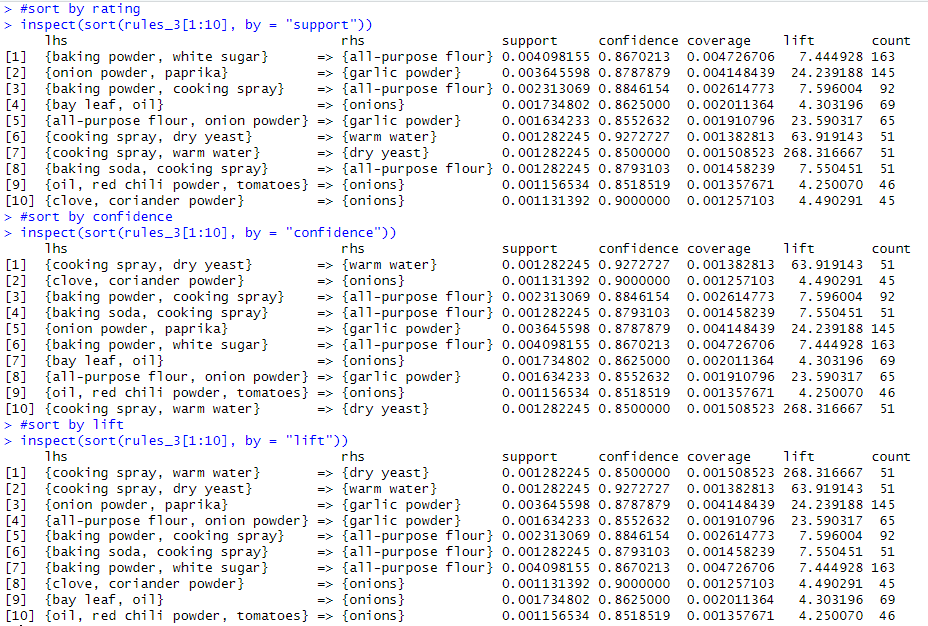 > #sort by rating
> inspect(sort(rules_3[1:10], by = "support"))
     lhs                                  rhs                 support     confidence coverage    lift       count
[1]  {baking powder, white sugar}      => {all-purpose flour} 0.004098155 0.8670213  0.004726706   7.444928 163
[2]  {onion powder, paprika}           => {garlic powder}     0.003645598 0.8787879  0.004148439  24.239188 145
[3]  {baking powder, cooking spray}    => {all-purpose flour} 0.002313069 0.8846154  0.002614773   7.596004  92
[4]  {bay leaf, oil}                   => {onions}            0.001734802 0.8625000  0.002011364   4.303196  69
[5]  {all-purpose flour, onion powder} => {garlic powder}     0.001634233 0.8552632  0.001910796  23.590317  65
[6]  {cooking spray, dry yeast}        => {warm water}        0.001282245 0.9272727  0.001382813  63.919143  51
[7]  {cooking spray, warm water}       => {dry yeast}         0.001282245 0.8500000  0.001508523 268.316667  51
[8]  {baking soda, cooking spray}      => {all-purpose flour} 0.001282245 0.8793103  0.001458239   7.550451  51
[9]  {oil, red chili powder, tomatoes} => {onions}            0.001156534 0.8518519  0.001357671   4.250070  46
[10] {clove, coriander powder}         => {onions}            0.001131392 0.9000000  0.001257103   4.490291  45
> #sort by confidence
> inspect(sort(rules_3[1:10], by = "confidence"))
     lhs                                  rhs                 support     confidence coverage    lift       count
[1]  {cooking spray, dry yeast}        => {warm water}        0.001282245 0.9272727  0.001382813  63.919143  51
[2]  {clove, coriander powder}         => {onions}            0.001131392 0.9000000  0.001257103   4.490291  45
[3]  {baking powder, cooking spray}    => {all-purpose flour} 0.002313069 0.8846154  0.002614773   7.596004  92
[4]  {baking soda, cooking spray}      => {all-purpose flour} 0.001282245 0.8793103  0.001458239   7.550451  51
[5]  {onion powder, paprika}           => {garlic powder}     0.003645598 0.8787879  0.004148439  24.239188 145
[6]  {baking powder, white sugar}      => {all-purpose flour} 0.004098155 0.8670213  0.004726706   7.444928 163
[7]  {bay leaf, oil}                   => {onions}            0.001734802 0.8625000  0.002011364   4.303196  69
[8]  {all-purpose flour, onion powder} => {garlic powder}     0.001634233 0.8552632  0.001910796  23.590317  65
[9]  {oil, red chili powder, tomatoes} => {onions}            0.001156534 0.8518519  0.001357671   4.250070  46
[10] {cooking spray, warm water}       => {dry yeast}         0.001282245 0.8500000  0.001508523 268.316667  51
> #sort by lift
> inspect(sort(rules_3[1:10], by = "lift"))
     lhs                                  rhs                 support     confidence coverage    lift       count
[1]  {cooking spray, warm water}       => {dry yeast}         0.001282245 0.8500000  0.001508523 268.316667  51
[2]  {cooking spray, dry yeast}        => {warm water}        0.001282245 0.9272727  0.001382813  63.919143  51
[3]  {onion powder, paprika}           => {garlic powder}     0.003645598 0.8787879  0.004148439  24.239188 145
[4]  {all-purpose flour, onion powder} => {garlic powder}     0.001634233 0.8552632  0.001910796  23.590317  65
[5]  {baking powder, cooking spray}    => {all-purpose flour} 0.002313069 0.8846154  0.002614773   7.596004  92
[6]  {baking soda, cooking spray}      => {all-purpose flour} 0.001282245 0.8793103  0.001458239   7.550451  51
[7]  {baking powder, white sugar}      => {all-purpose flour} 0.004098155 0.8670213  0.004726706   7.444928 163
[8]  {clove, coriander powder}         => {onions}            0.001131392 0.9000000  0.001257103   4.490291  45
[9]  {bay leaf, oil}                   => {onions}            0.001734802 0.8625000  0.002011364   4.303196  69
[10] {oil, red chili powder, tomatoes} => {onions}            0.001156534 0.8518519  0.001357671   4.250070  46